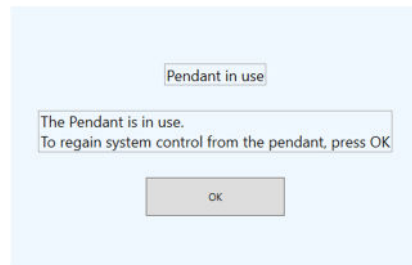 Pendant in use
The Pendant is in use.
To regain system control from the pendant, press OK
OK